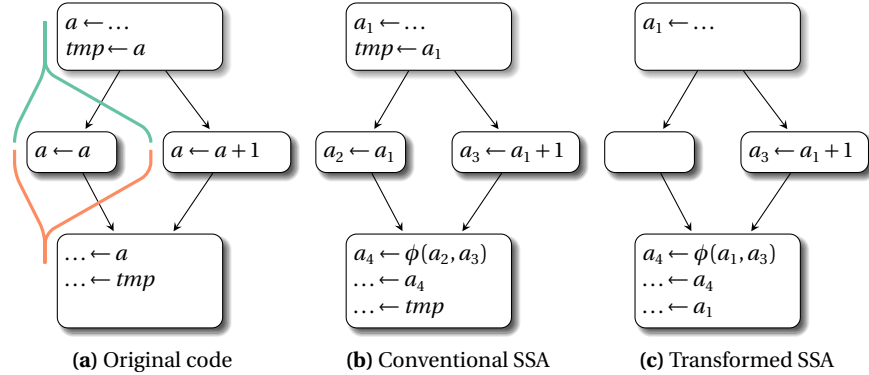 a ← …
tmp ← a
a ← a
a ← a + 1
… ← a
… ← tmp
(a) Original code
a₁ ← …
tmp ← a₁
a₂ ← a₁
a₃ ← a₁ + 1
a₄ ← ϕ(a₂, a₃)
… ← a₄
… ← tmp
(b) Conventional SSA
a₁ ← …
a₃ ← a₁ + 1
a₄ ← ϕ(a₁, a₃)
… ← a₄
… ← a₁
(c) Transformed SSA